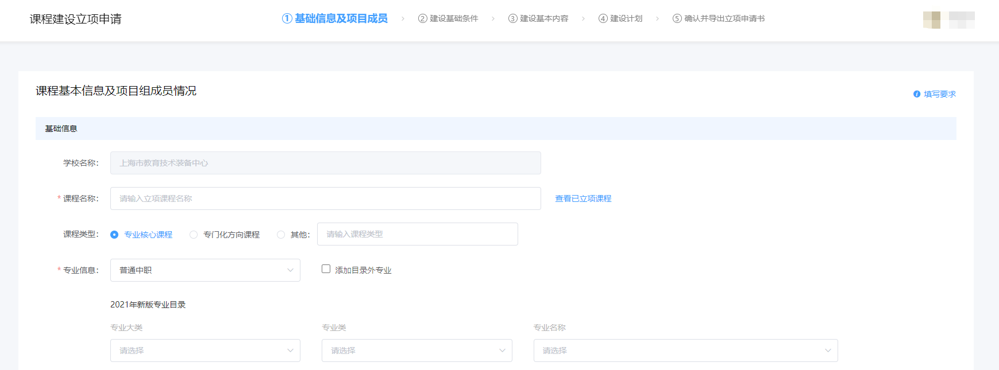 课程建设立项申请
① 基础信息及项目成员 › ② 建设基础条件 › ③ 建设基本内容 › ④ 建设计划 › ⑤ 确认并导出立项申请书
课程基本信息及项目组成员情况
填写要求
基础信息
学校名称： 上海市教育技术装备中心
* 课程名称： 请输入立项课程名称 查看已立项课程
课程类型： 专业核心课程 专门化方向课程 其他： 请输入课程类型
* 专业信息： 普通中职 添加目录外专业
2021年新版专业目录
专业大类 专业类 专业名称
请选择 请选择 请选择